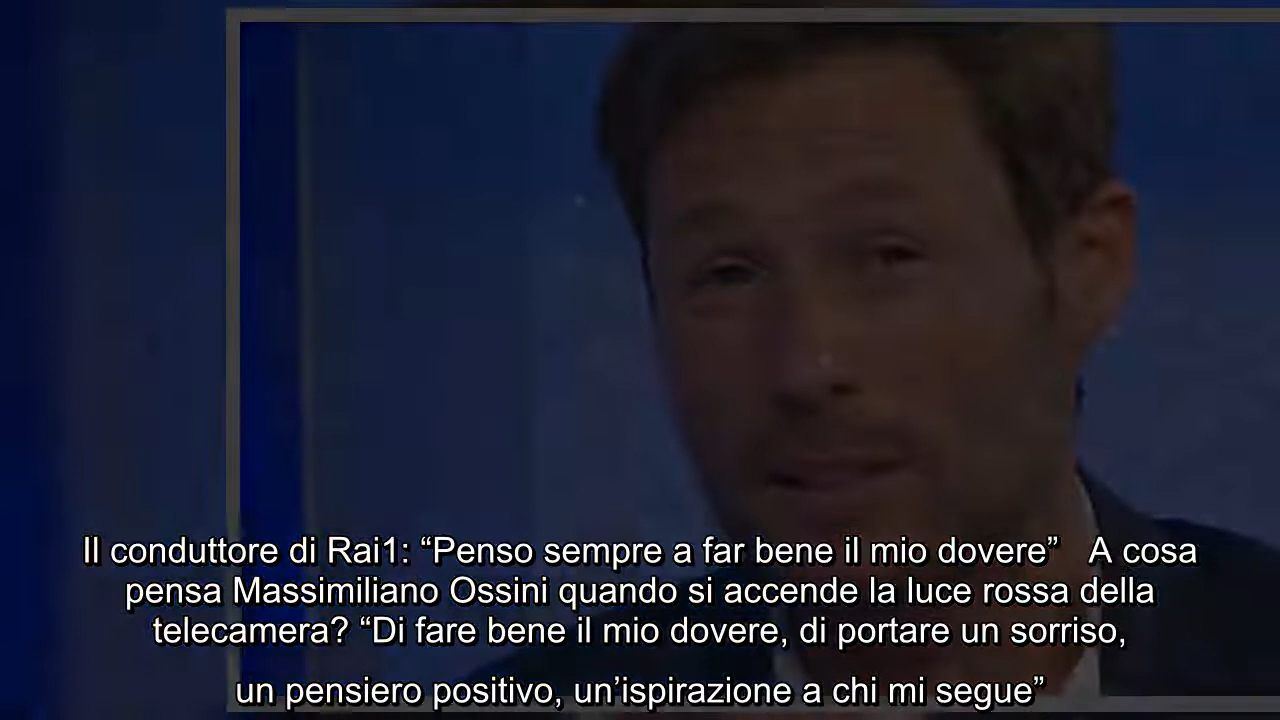 Il conduttore di Rai1: “Penso sempre a far bene il mio dovere”    A cosa
pensa Massimiliano Ossini quando si accende la luce rossa della
telecamera? “Di fare bene il mio dovere, di portare un sorriso,
un pensiero positivo, un’ispirazione a chi mi segue”